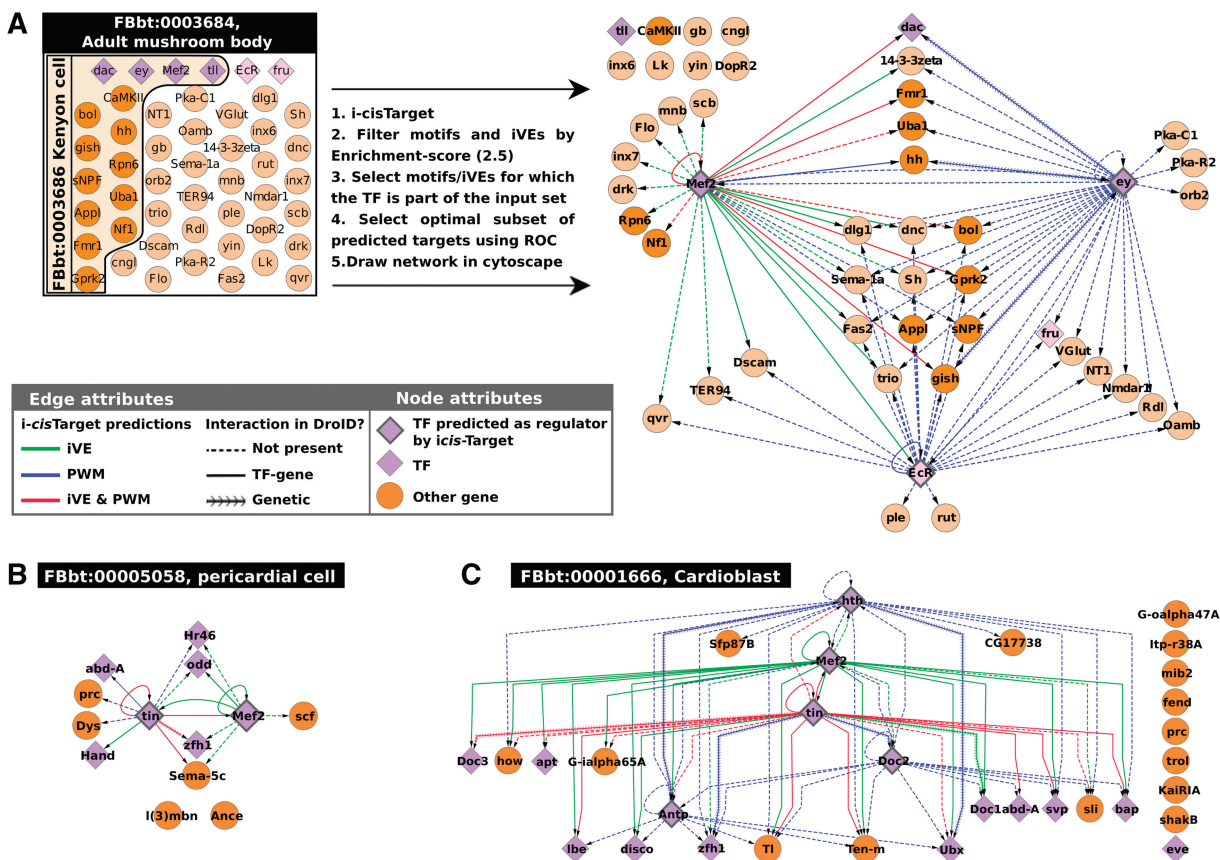 A
FBbt:0003684,
Adult mushroom body
FBbt:0003686 Kenyon cell
dac ey Mef2 tll EcR fru
CaMKII Pka-C1 dlg1
bol NT1 VGlut Sh
hh Oamb inx6
gish gb 14-3-3zeta dnc
Rpn6 Sema-1a rut
sNPF orb2 mnb inx7
Uba1 TER94 Nmdar1
Appl trio ple scb
Nf1 Rdl DopR2
Fmr1 Dscam yin drk
cngl Pka-R2 Lk
Gprk2 Flo Fas2 qvr
1. i-cisTarget
2. Filter motifs and iVEs by
Enrichment-score (2.5)
3. Select motifs/iVEs for which
the TF is part of the input set
4. Select optimal subset of
predicted targets using ROC
5.Draw network in cytoscape
tll CaMKII gb cngl
inx6 Lk yin DopR2
dac
14-3-3zeta
Fmr1
Uba1
hh
scb
mnb
Flo
inx7
drk
Rpn6
Nf1
Mef2
ey
Pka-C1
Pka-R2
orb2
dlg1 dnc bol
Sema-1a Sh Gprk2
Fas2 Appl sNPF
trio gish
Dscam
TER94
qvr
fru
VGlut
NT1
Nmdar1
Rdl
Oamb
EcR
ple rut
Edge attributes
i-cisTarget predictions
iVE
PWM
iVE & PWM
Interaction in DroID?
Not present
TF-gene
Genetic
Node attributes
TF predicted as regulator
by icis-Target
TF
Other gene
B
FBbt:00005058, pericardial cell
Hr46
abd-A odd
prc
tin Mef2 scf
Dys
Hand zfh1
Sema-5c
l(3)mbn Ance
C
FBbt:00001666, Cardioblast
hth
Sfp87B CG17738
Mef2
tin
Doc3 how apt G-ialpha65A Doc2
Antp Doc1 abd-A svp sli bap
lbe disco zfh1 Tl Ten-m Ubx
G-oalpha47A
Itp-r38A
mib2
fend
prc
trol
KaiRIA
shakB
eve